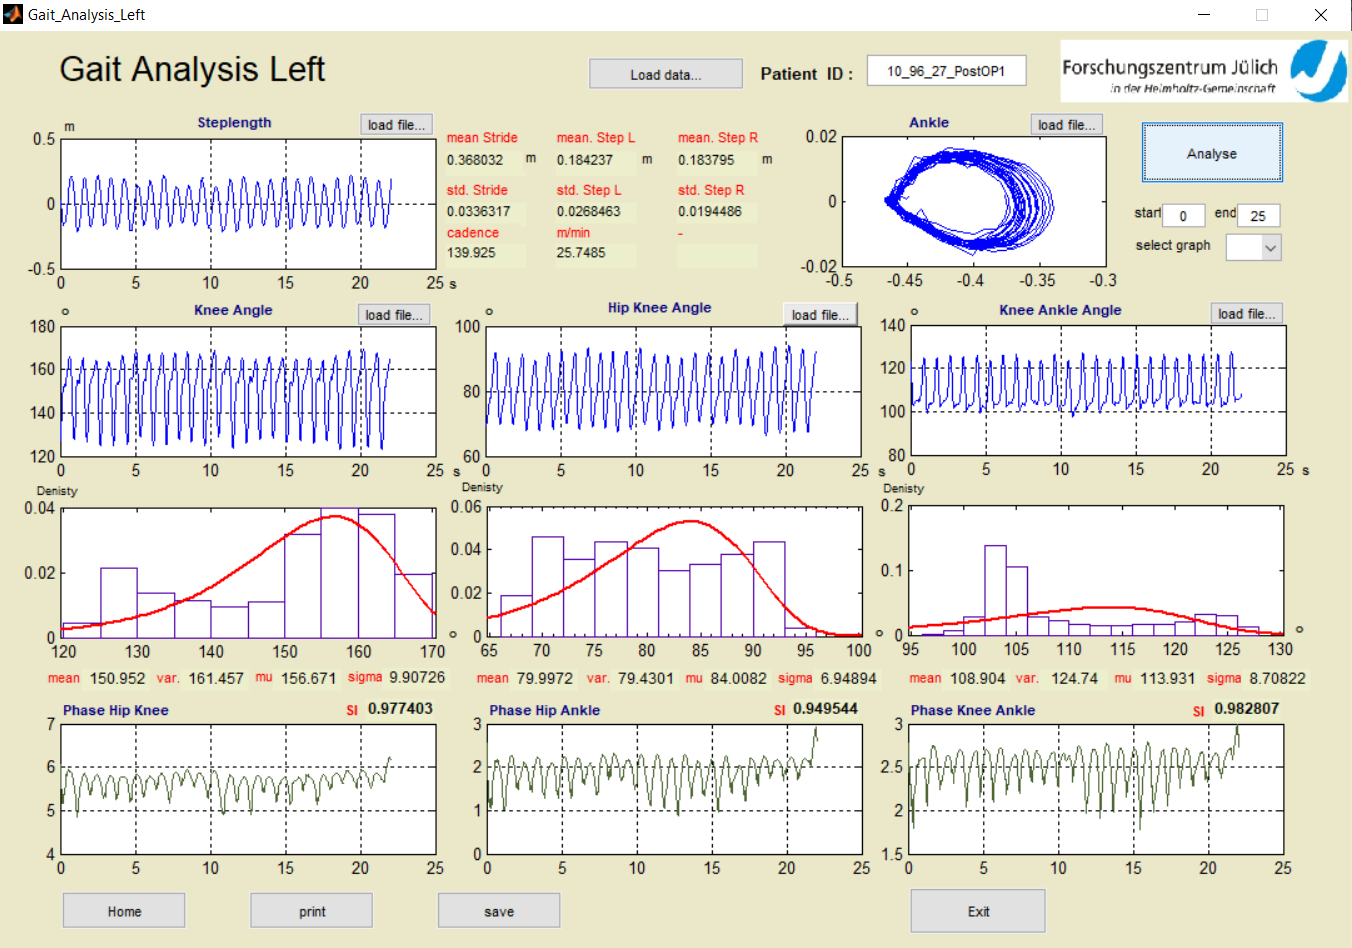 Gait_Analysis_Left
Gait Analysis Left
Load data...
Patient ID :
10_96_27_PostOP1
Forschungszentrum Jülich
in der Helmholtz-Gemeinschaft
m
Steplength
load file...
0.5
0
-0.5
0 5 10 15 20 25 s
mean Stride mean. Step L mean. Step R
0.368032 m 0.184237 m 0.183795 m
std. Stride std. Step L std. Step R
0.0336317 0.0268463 0.0194486
cadence m/min -
139.925 25.7485
Ankle
load file...
0.02
0
-0.02
-0.5 -0.45 -0.4 -0.35 -0.3
Analyse
start 0 end 25
select graph
o
Knee Angle
load file...
180
160
140
120
0 5 10 15 20 25 s
o
Hip Knee Angle
load file...
100
80
60
0 5 10 15 20 25 s
o
Knee Ankle Angle
load file...
140
120
100
80
0 5 10 15 20 25 s
Denisty
0.04
0.02
0
120 130 140 150 160 170
o
Denisty
0.06
0.04
0.02
0
65 70 75 80 85 90 95 100
o
Denisty
0.2
0.1
0
95 100 105 110 115 120 125 130
o
mean 150.952 var. 161.457 mu 156.671 sigma 9.90726
mean 79.9972 var. 79.4301 mu 84.0082 sigma 6.94894
mean 108.904 var. 124.74 mu 113.931 sigma 8.70822
Phase Hip Knee SI 0.977403
7
6
5
4
0 5 10 15 20 25
Phase Hip Ankle SI 0.949544
3
2
1
0
0 5 10 15 20 25
Phase Knee Ankle SI 0.982807
3
2.5
2
1.5
0 5 10 15 20 25
Home
print
save
Exit